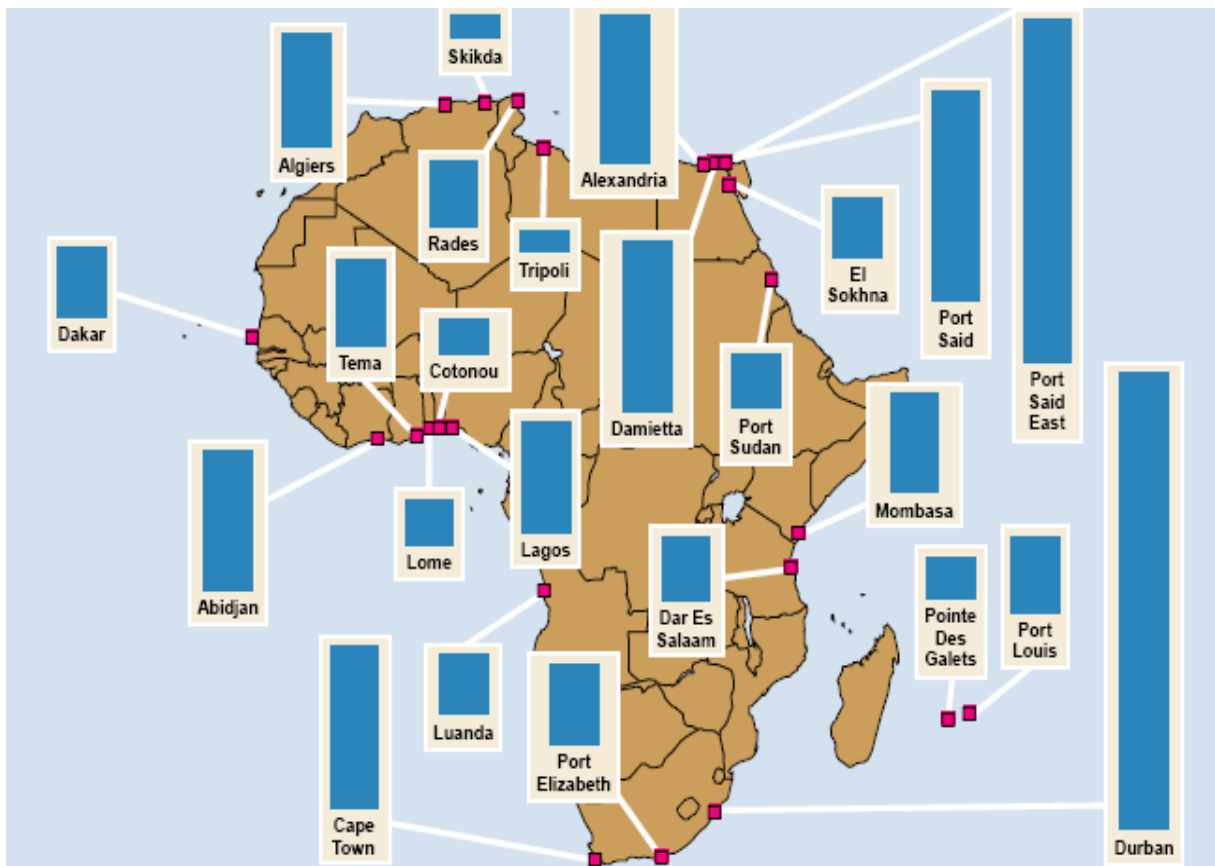 Skikda
Algiers
Alexandria
Rades
Tripoli
El
Sokhna
Port
Said
Port
Said
East
Dakar
Tema
Cotonou
Damietta
Port
Sudan
Mombasa
Abidjan
Lome
Lagos
Dar Es
Salaam
Pointe
Des
Galets
Port
Louis
Luanda
Port
Elizabeth
Cape
Town
Durban